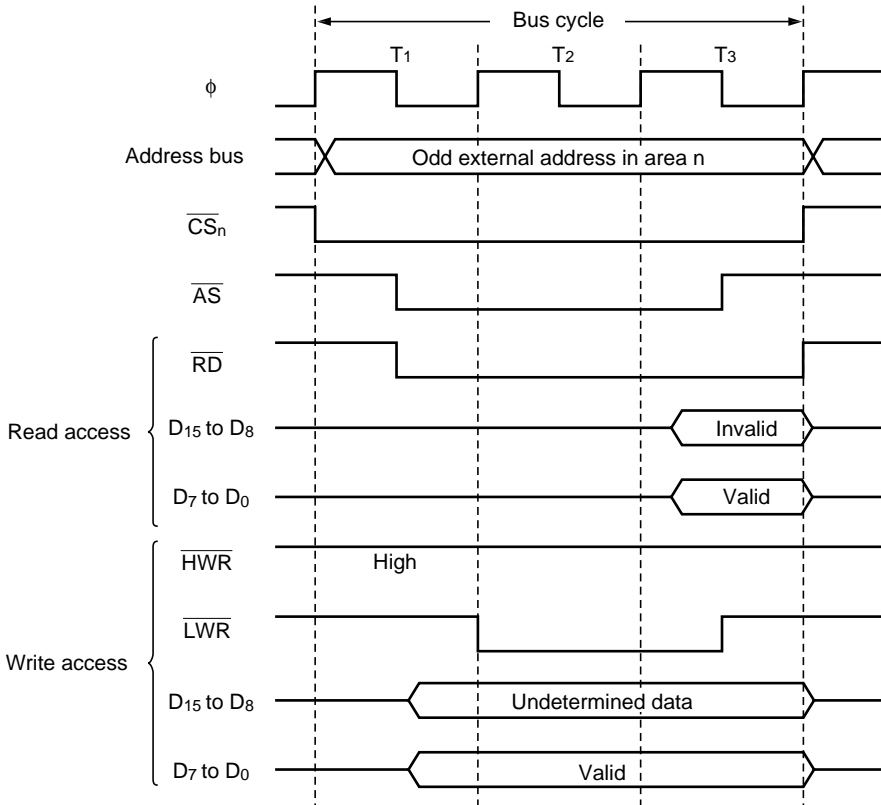 Bus cycle
T1 T2 T3
ϕ
Address bus Odd external address in area n
CSn
AS
RD
Read access D15 to D8 Invalid
D7 to D0 Valid
HWR High
LWR
Write access
D15 to D8 Undetermined data
D7 to D0 Valid